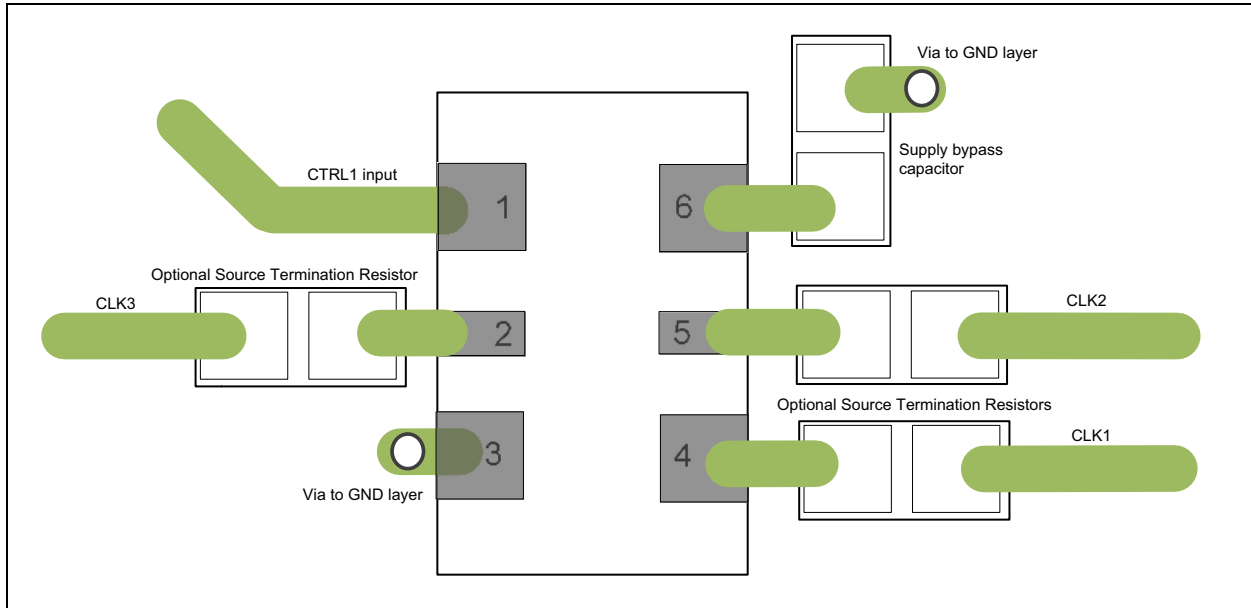 Via to GND layer
Supply bypass
capacitor
CTRL1 input
1
6
Optional Source Termination Resistor
CLK3
CLK2
2
5
Optional Source Termination Resistors
CLK1
3
4
Via to GND layer